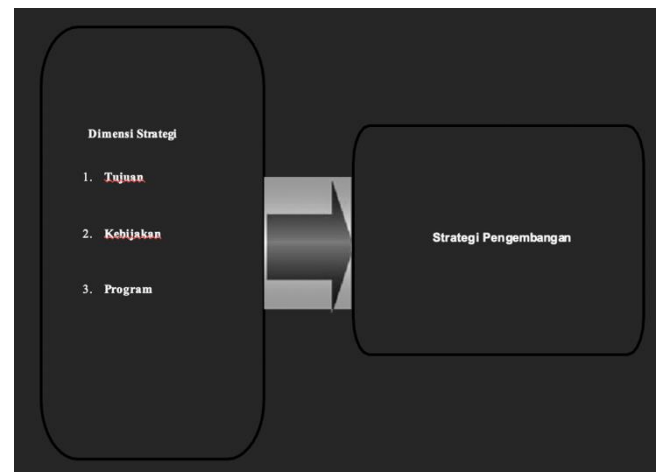 Dimensi Strategi
1. Tujuan
2. Kebijakan
3. Program
Strategi Pengembangan